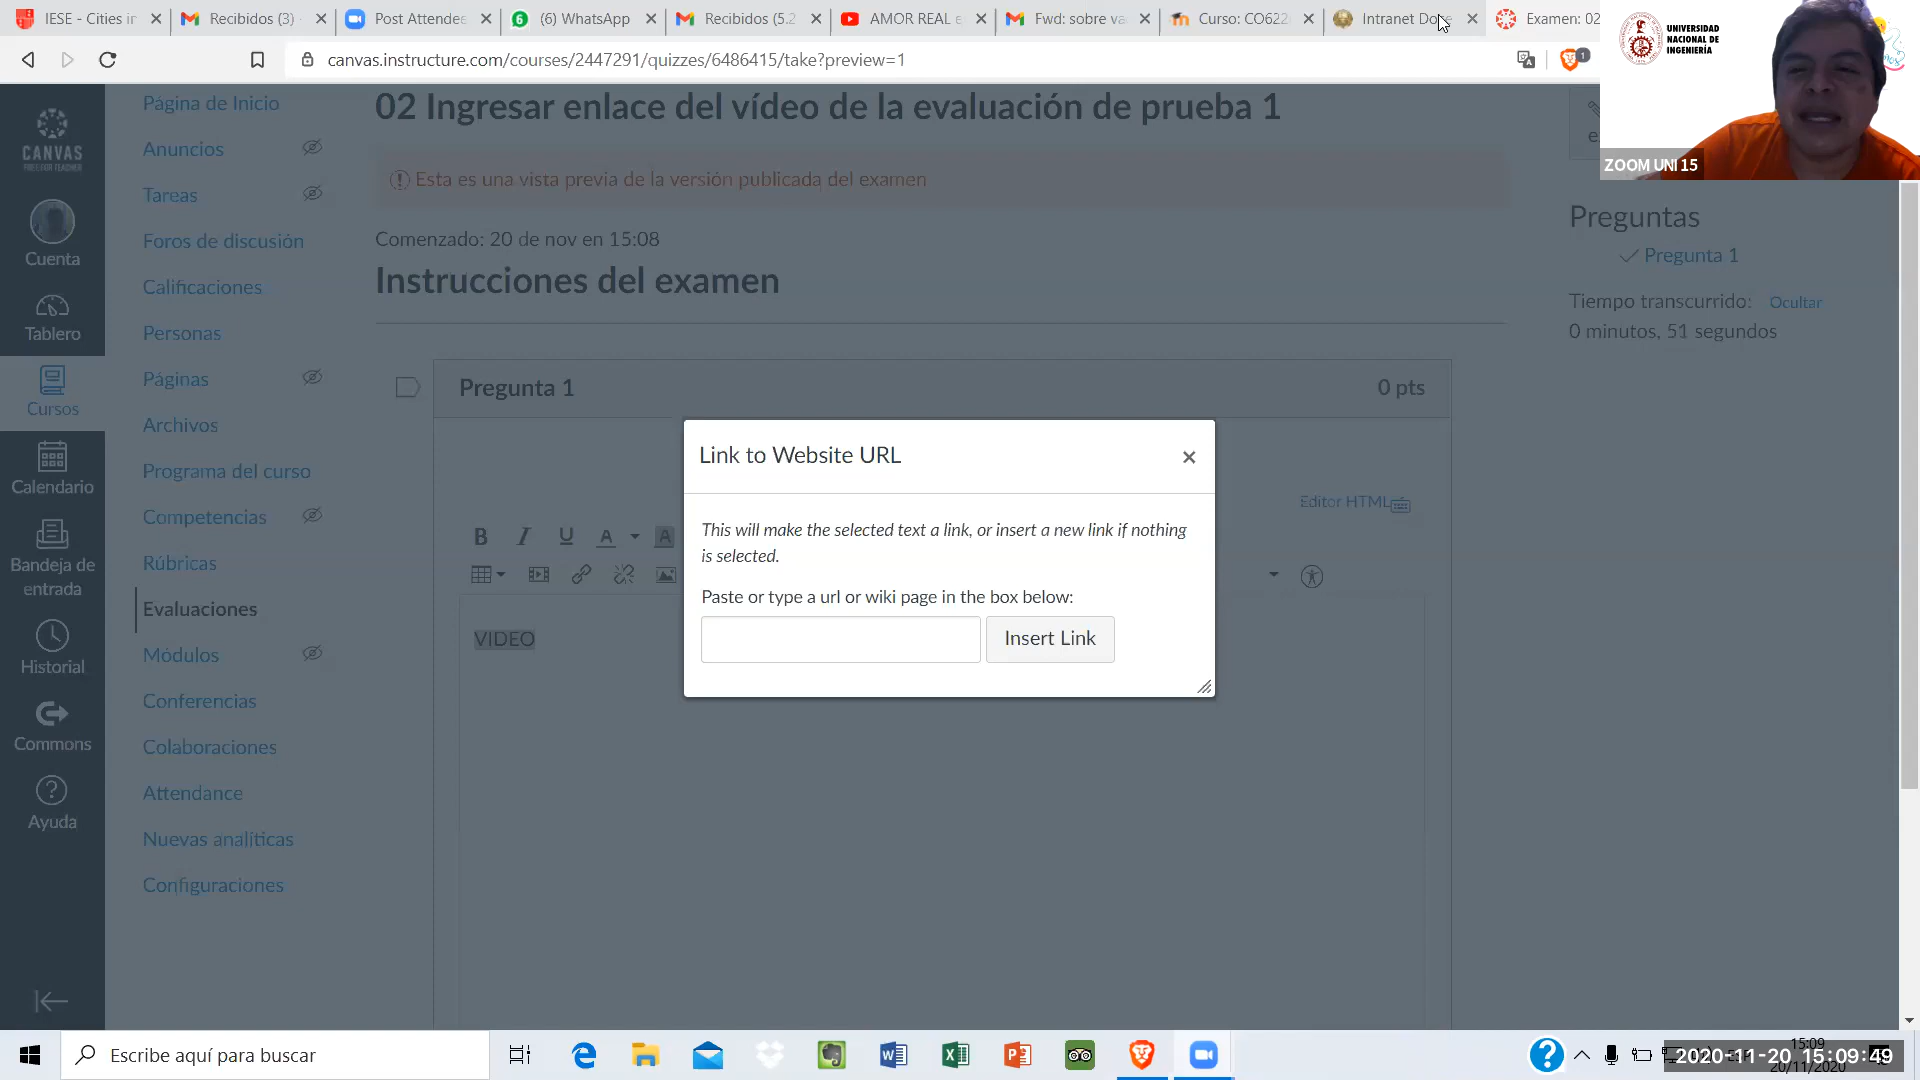 IESE - Cities in
Recibidos (3) -
Post Attendee
(6) WhatsApp
Recibidos (5.2
AMOR REAL e
Fwd: sobre va
Curso: CO622
Intranet Doce
Examen: 02
canvas.instructure.com/courses/2447291/quizzes/6486415/take?preview=1
1
UNIVERSIDAD
NACIONAL DE
INGENIERÍA
ZOOM UNI 15
CANVAS
FREE FOR TEACHER
Cuenta
Tablero
Cursos
Calendario
Bandeja de
entrada
Historial
Commons
Ayuda
Página de Inicio
Anuncios
Tareas
Foros de discusión
Calificaciones
Personas
Páginas
Archivos
Programa del curso
Competencias
Rúbricas
Evaluaciones
Módulos
Conferencias
Colaboraciones
Attendance
Nuevas analíticas
Configuraciones
02 Ingresar enlace del vídeo de la evaluación de prueba 1
Esta es una vista previa de la versión publicada del examen
Comenzado: 20 de nov en 15:08
Instrucciones del examen
Pregunta 1
0 pts
Editor HTML
B I U A A
VIDEO
Link to Website URL
This will make the selected text a link, or insert a new link if nothing
is selected.
Paste or type a url or wiki page in the box below:
Insert Link
Preguntas
Pregunta 1
Tiempo transcurrido: Ocultar
0 minutos, 51 segundos
Escribe aquí para buscar
15:09
20/11/2020
2020-11-20 15:09:49